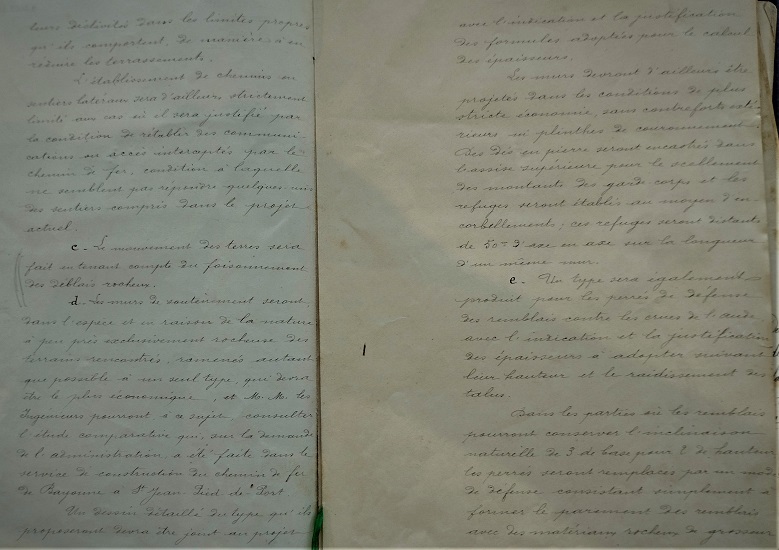 leurs déclivités dans les limites propres
qu'ils comportent, de manière à en
réduire les terrassements.
L'établissement de chemins ou
sentiers latéraux sera d'ailleurs strictement
limité aux cas où il sera justifié par
la condition de rétablir des communi-
cations ou accès interceptés par le
chemin de fer, condition à laquelle
ne semblent pas répondre quelques uns
des sentiers compris dans le projet
actuel.
c. Le mouvement des terres sera
fait en tenant compte du foisonnement
des déblais rocheux.
d. Les murs de soutènement seront,
dans l'espèce et en raison de la nature
à peu près exclusivement rocheuse des
terrains rencontrés, ramenés autant
que possible à un seul type, qui devra
être le plus économique, et M.M. les
Ingénieurs pourront à ce sujet, consulter
l'étude comparative qui, sur la demande
de l'administration, a été faite dans le
service de construction du chemin de fer
de Bayonne à St Jean Pied de Port
Un dessin détaillé du type qu'ils
proposeront devra être joint au projet
avec l'indication et la justification
des formules adoptées pour le calcul
des épaisseurs.
Les murs devront d'ailleurs être
projetés dans les conditions de plus
stricte économie, sans contreforts exté-
rieurs ni plinthes de couronnement.
Des dés en pierre seront encastrés dans
l'assise supérieure pour le scellement
des montants des garde corps et les
refuges seront établis au moyen d'en-
corbellements; ces refuges seront distants
de 50m d'axe en axe sur la longueur
d'un même mur.
e. Un type sera également
produit pour les perrés de défense
des remblais contre les crues de l'Aude
avec l'indication et la justification
des épaisseurs à adopter suivant
leur hauteur et le raidissement des
talus.
Dans les parties où les remblais
pourront conserver l'inclinaison
naturelle de 3 de base pour 2 de hauteur
les perrés seront remplacés par un mode
de défense consistant simplement à
former le parement des remblais
avec des matériaux rocheux de grosseur